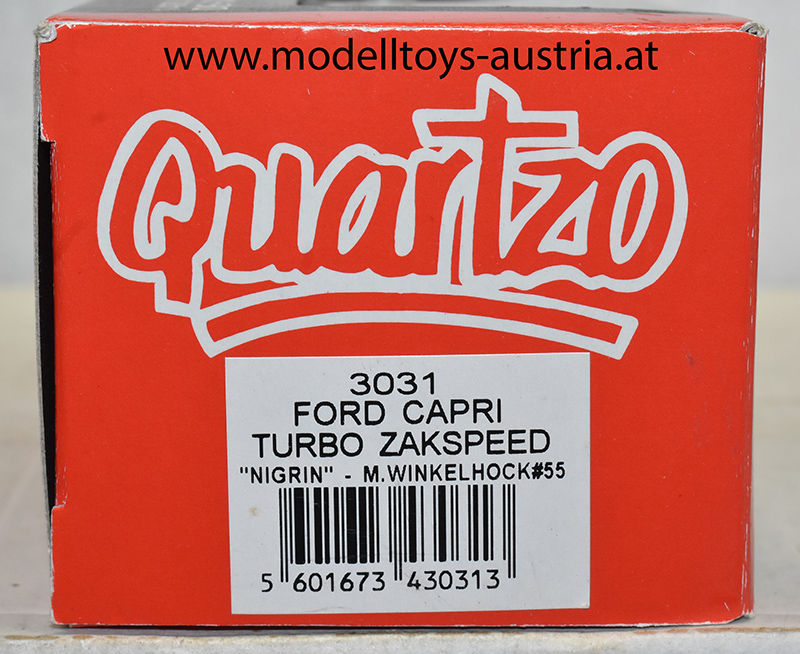 www.modelltoys-austria.at
Quartzo
3031
FORD CAPRI
TURBO ZAKSPEED
"NIGRIN" - M.WINKELHOCK#55
5 601673 430313